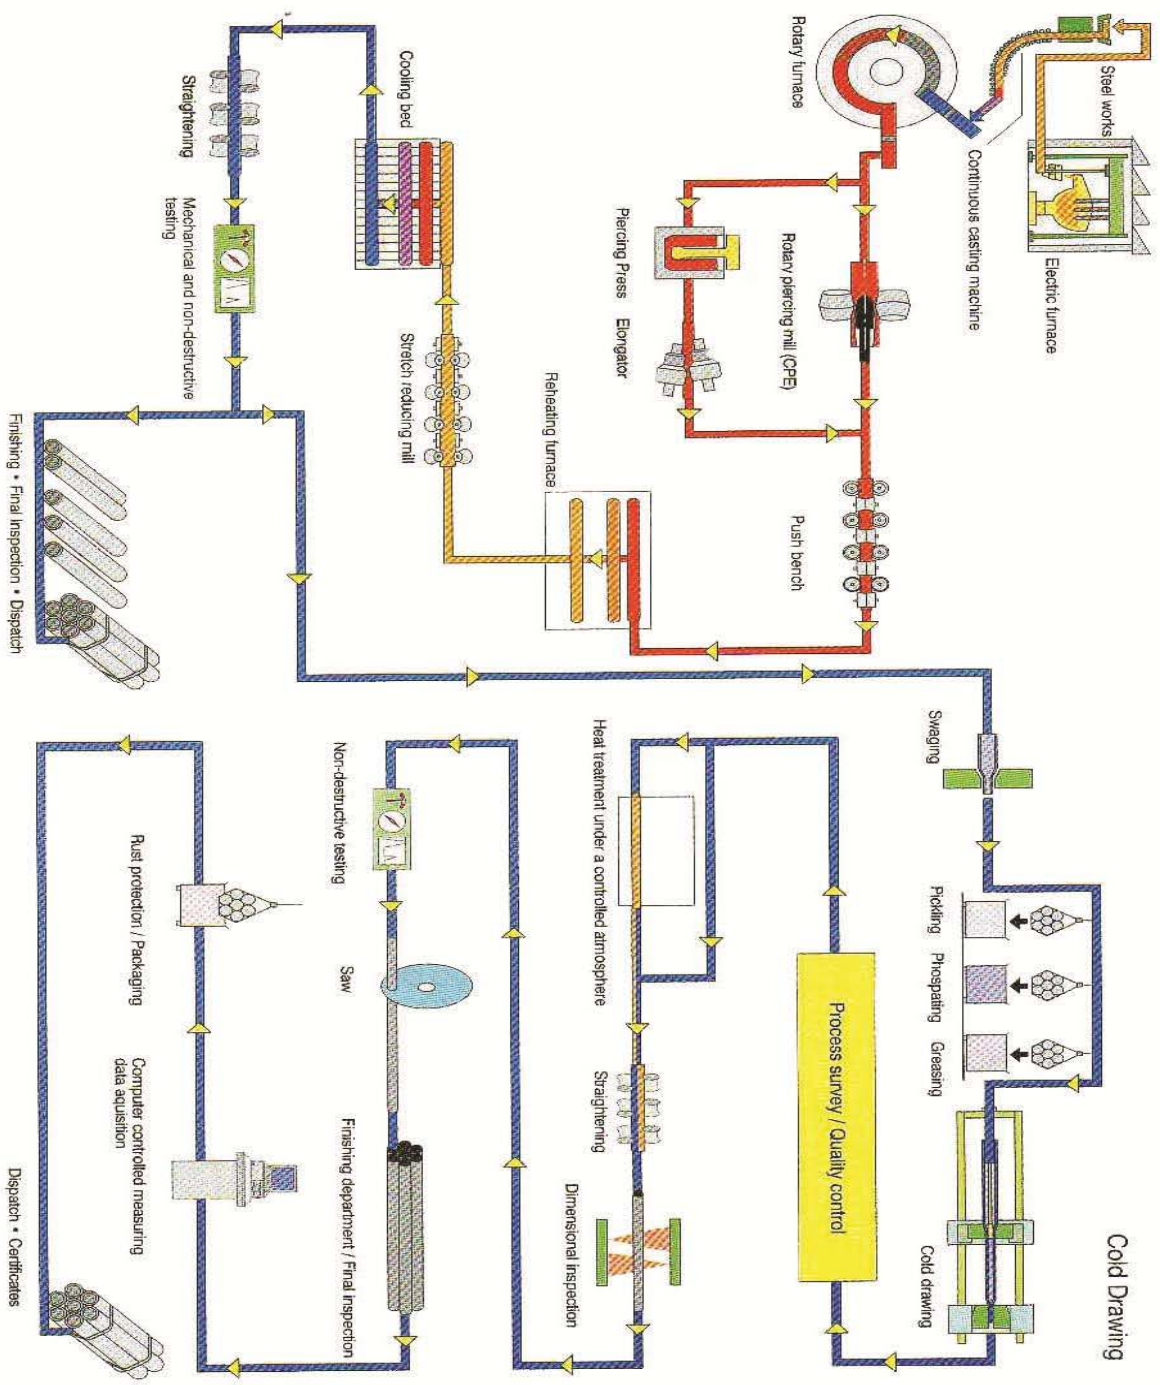 Cold Drawing
Steel works
Electric furnace
Continuous casting machine
Rotary furnace
Rotary piercing mill (CPE)
Piercing Press
Elongator
Push bench
Reheating furnace
Stretch reducing mill
Cooling bed
Straightening
Mechanical and non-destructive
testing
Finishing • Final inspection • Dispatch
Swaging
Pickling
Phospating
Greasing
Cold drawing
Process survey / Quality control
Heat treatment under a controlled atmosphere
Straightening
Dimensional inspection
Non-destructive testing
Saw
Finishing department / Final inspection
Computer controlled measuring
data aquisition
Rust protection / Packaging
Dispatch • Certificates